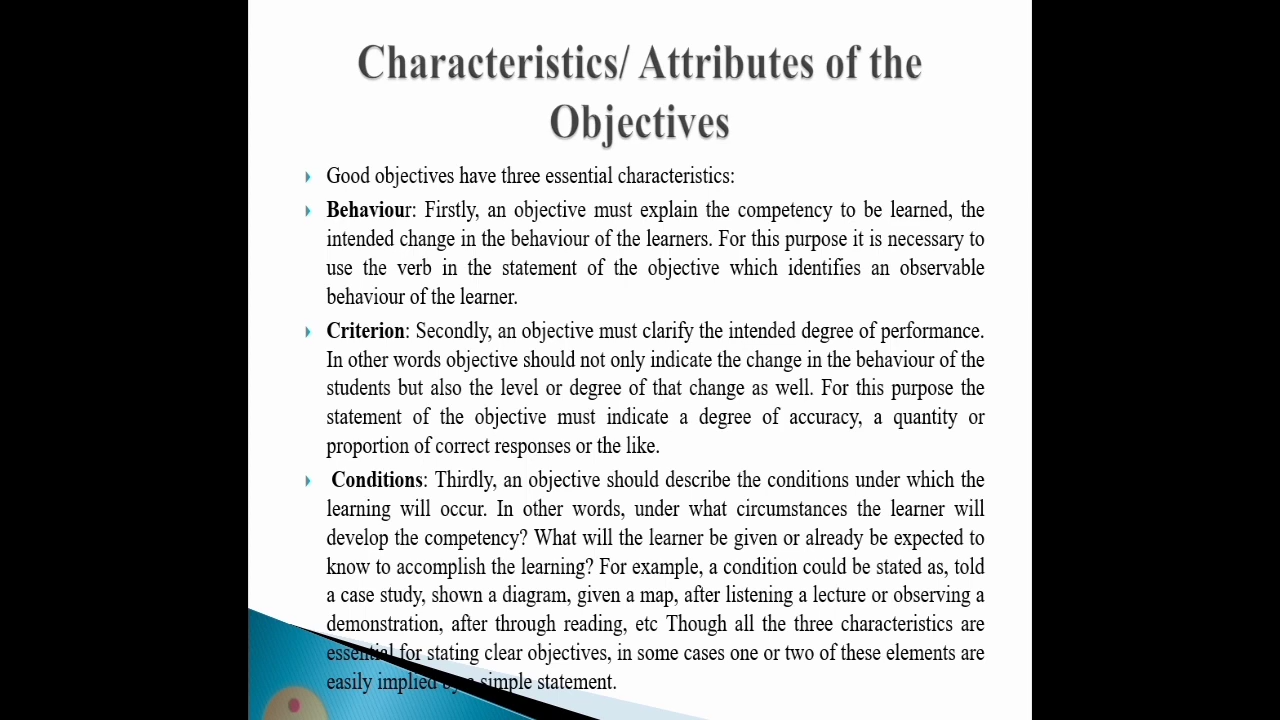 Characteristics/ Attributes of the
Objectives
Good objectives have three essential characteristics:
Behaviour: Firstly, an objective must explain the competency to be learned, the
intended change in the behaviour of the learners. For this purpose it is necessary to
use the verb in the statement of the objective which identifies an observable
behaviour of the learner.
Criterion: Secondly, an objective must clarify the intended degree of performance.
In other words objective should not only indicate the change in the behaviour of the
students but also the level or degree of that change as well. For this purpose the
statement of the objective must indicate a degree of accuracy, a quantity or
proportion of correct responses or the like.
Conditions: Thirdly, an objective should describe the conditions under which the
learning will occur. In other words, under what circumstances the learner will
develop the competency? What will the learner be given or already be expected to
know to accomplish the learning? For example, a condition could be stated as, told
a case study, shown a diagram, given a map, after listening a lecture or observing a
demonstration, after through reading, etc Though all the three characteristics are
essential for stating clear objectives, in some cases one or two of these elements are
easily implied by a simple statement.